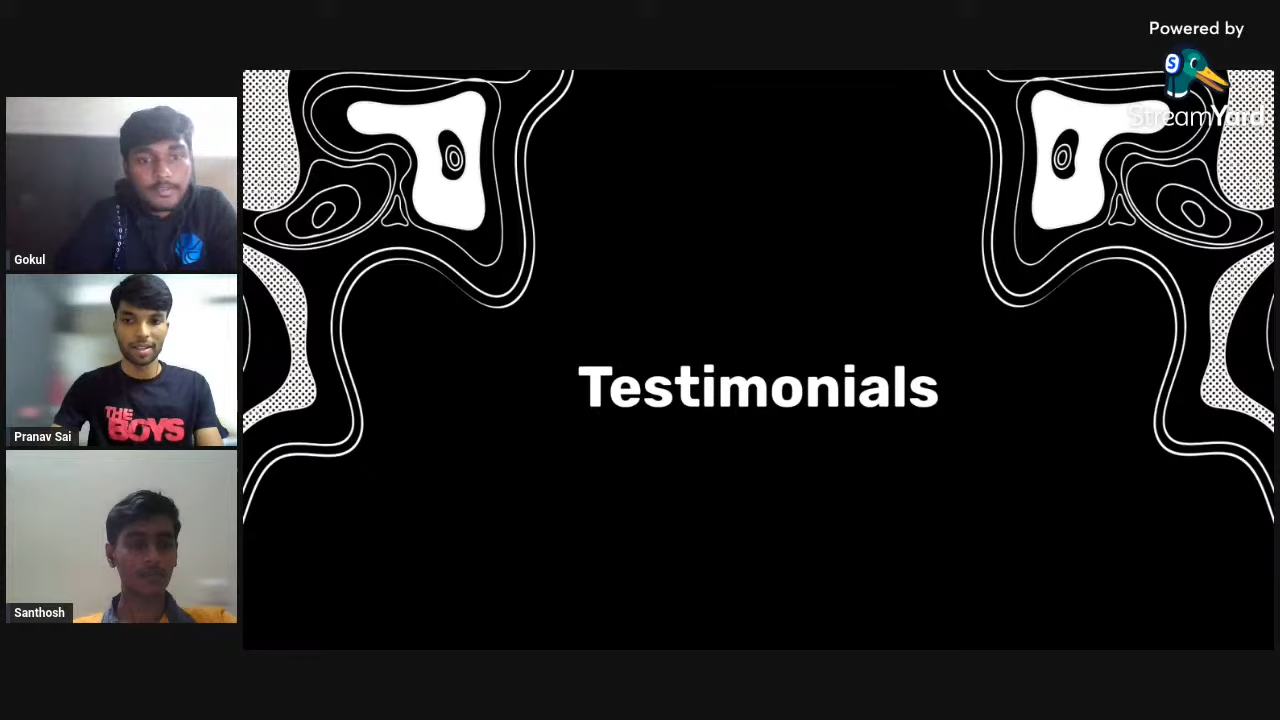 Powered by
S
StreamYard
Gokul
THE
BOYS
Pranav Sai
Santhosh
Testimonials